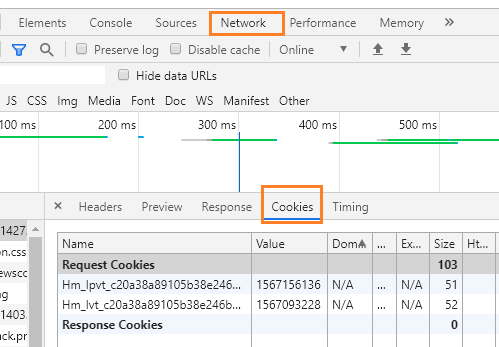 Elements Console Sources Network Performance Memory »
Preserve log Disable cache Online
Hide data URLs
JS CSS Img Media Font Doc WS Manifest Other
100 ms 200 ms 300 ms 400 ms 500 ms
× Headers Preview Response Cookies Timing
1427.
Name Value Dom▲ ... Ex... Size Ht...
n.css
Request Cookies 103
ewscc
Hm_lpvt_c20a38a89105b38e246... 1567156136 N/A ... N/A 51
ng
Hm_lvt_c20a38a89105b38e246b... 1567093228 N/A ... N/A 52
1403.
Response Cookies 0
ack.pr